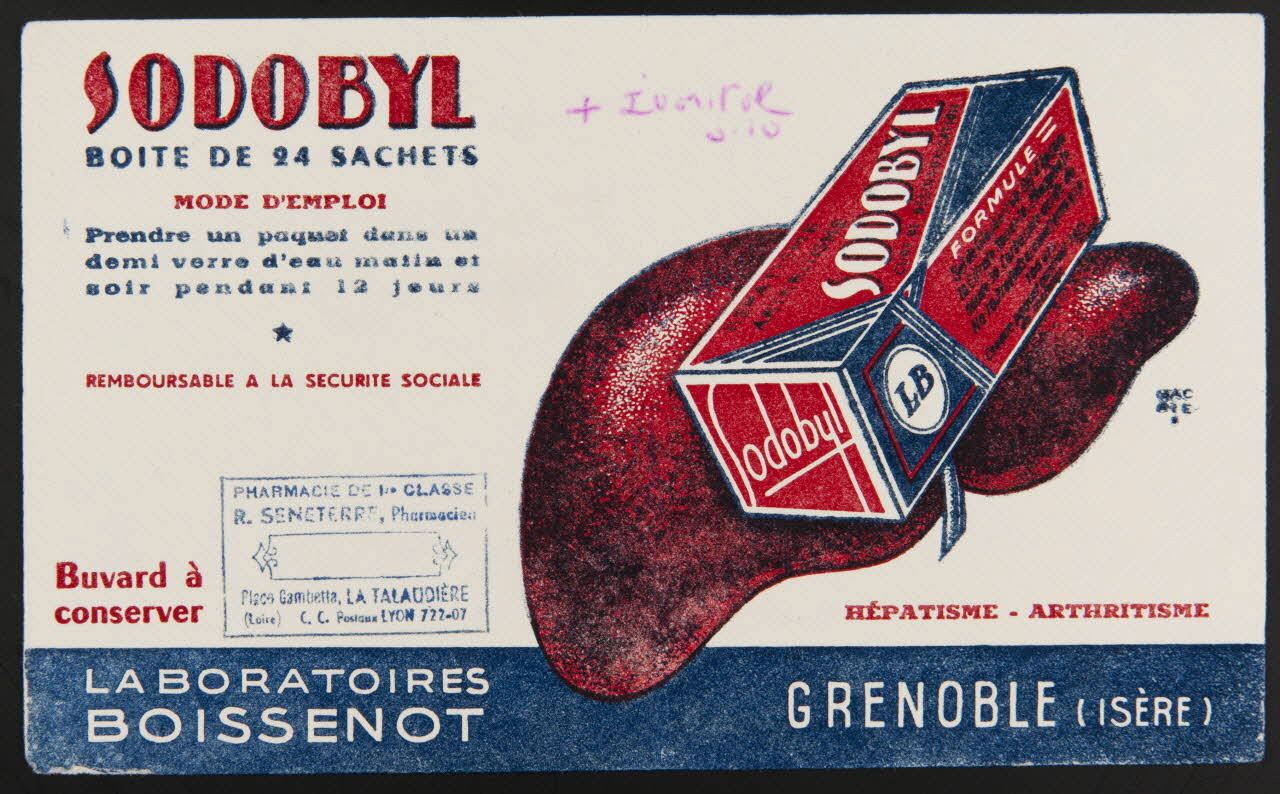 SODOBYL
BOITE DE 24 SACHETS
MODE D'EMPLOI
Prendre un paquet dans un
demi verre d'eau matin et
soir pendant 12 jours
REMBOURSABLE A LA SECURITE SOCIALE
PHARMACIE DE 1re CLASSE
R. SENETERRE, Pharmacien
Place Gambetta, LA TALAUDIÈRE
(Loire) C. C. Postaux LYON 722-07
Buvard à
conserver
LABORATOIRES
BOISSENOT
+
SODOBYL
FORMULE =
LB
Sodobyl
HÉPATISME - ARTHRITISME
GRENOBLE (ISÈRE)